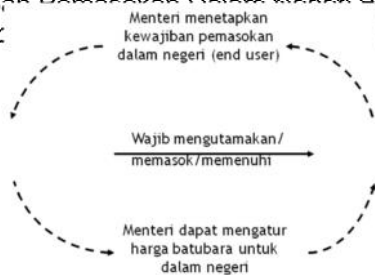 Menteri menetapkan
kewajiban pemasokan
dalam negeri (end user)
Wajib mengutamakan/
memasok/memenuhi
Menteri dapat mengatur
harga batubara untuk
dalam negeri